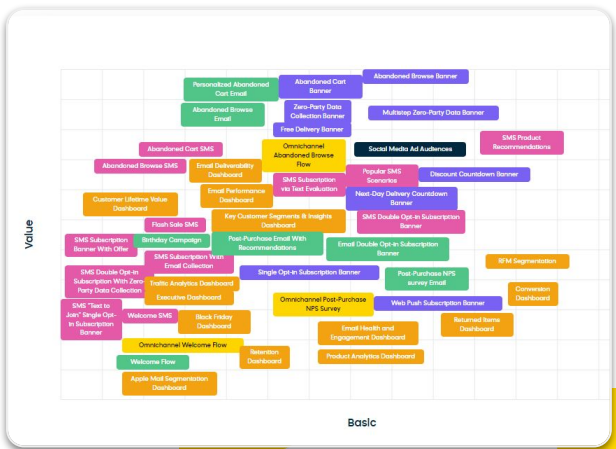 Abandoned Browse Banner
Personalized Abandoned
Cart Email
Abandoned Cart
Banner
Abandoned Browse
Email
Zero-Party Data
Collection Banner
Multistep Zero-Party Data Banner
Free Delivery Banner
SMS Product
Recommendations
Abandoned Cart SMS
Omnichannel
Abandoned Browse
Flow
Social Media Ad Audiences
Abandoned Browse SMS
Email Deliverability
Dashboard
Popular SMS
Scenarios
Discount Countdown Banner
SMS Subscription
via Text Evaluation
Customer Lifetime Value
Dashboard
Email Performance
Dashboard
Next-Day Delivery Countdown
Banner
Flash Sale SMS
Key Customer Segments & Insights
Dashboard
SMS Double Opt-in Subscription
Banner
SMS Subscription
Banner With Offer
Birthday Campaign
Post-Purchase Email With
Recommendations
Email Double Opt-in Subscription
Banner
SMS Subscription With
Email Collection
RFM Segmentation
SMS Double Opt-in
Subscription With Zero-
Party Data Collection
Single Opt-in Subscription Banner
Post-Purchase NPS
survey Email
Traffic Analytics Dashboard
Executive Dashboard
Conversion
Dashboard
Omnichannel Post-Purchase
NPS Survey
Web Push Subscription Banner
SMS "Text to
Join" Single Opt-
in Subscription
Banner
Welcome SMS
Black Friday
Dashboard
Returned Items
Dashboard
Email Health and
Engagement Dashboard
Omnichannel Welcome Flow
Retention
Dashboard
Product Analytics Dashboard
Welcome Flow
Apple Mail Segmentation
Dashboard
Value
Basic